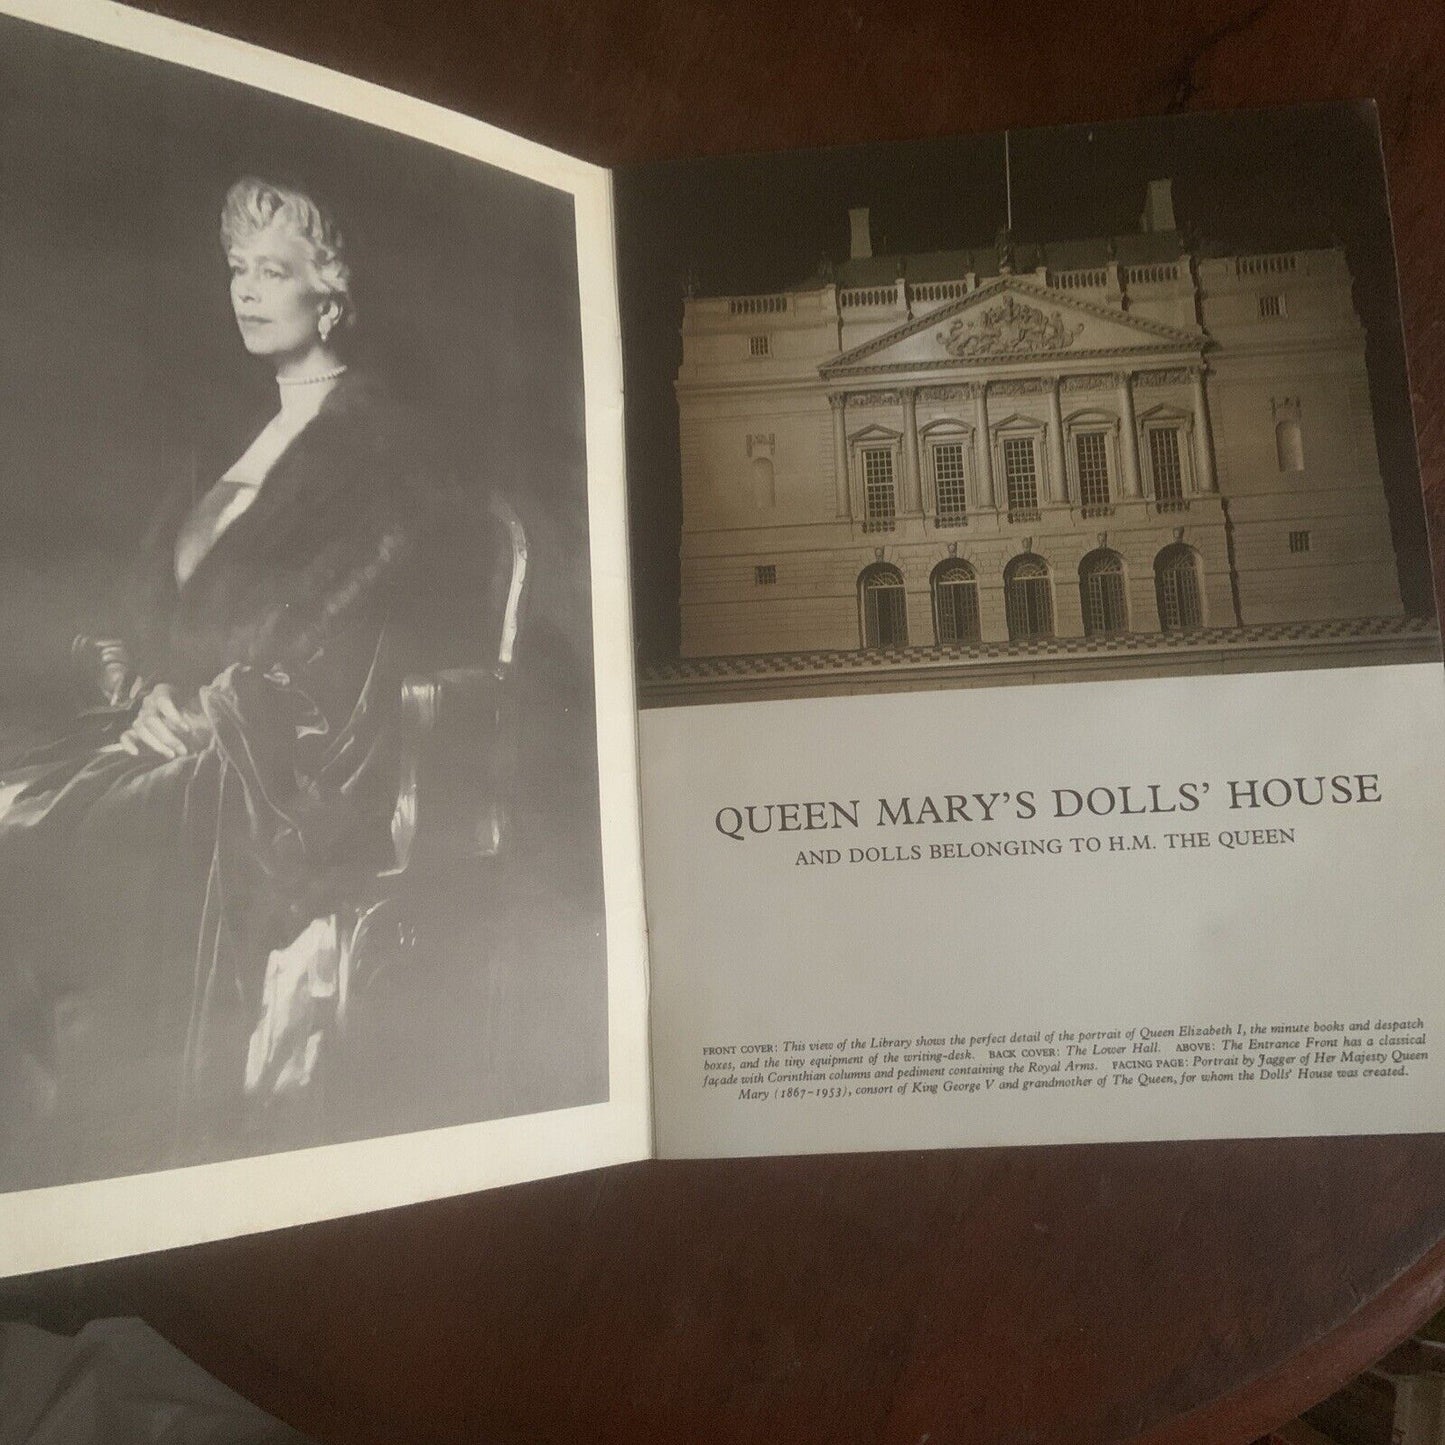 QUEEN MARY'S DOLLS' HOUSE
AND DOLLS BELONGING TO H.M. THE QUEEN
FRONT COVER: This view of the Library shows the perfect detail of the portrait of Queen Elizabeth I, the minute books and despatch
boxes, and the tiny equipment of the writing-desk. BACK COVER: The Lower Hall. ABOVE: The Entrance Front has a classical
façade with Corinthian columns and pediment containing the Royal Arms. FACING PAGE: Portrait by Jagger of Her Majesty Queen
Mary (1867–1953), consort of King George V and grandmother of The Queen, for whom the Dolls' House was created.